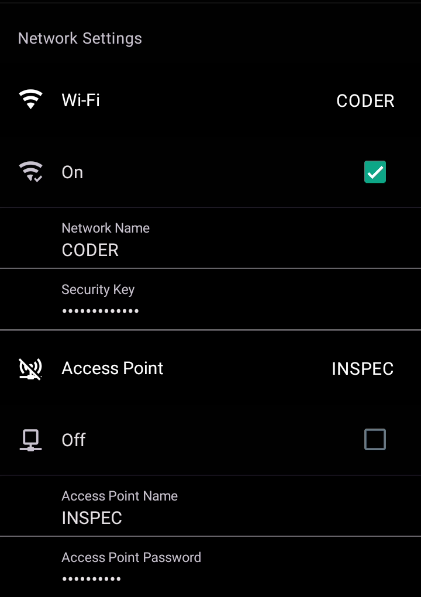 Network Settings
Wi-Fi CODER
On
Network Name
CODER
Security Key
•••••••••••••
Access Point INSPEC
Off
Access Point Name
INSPEC
Access Point Password
••••••••••